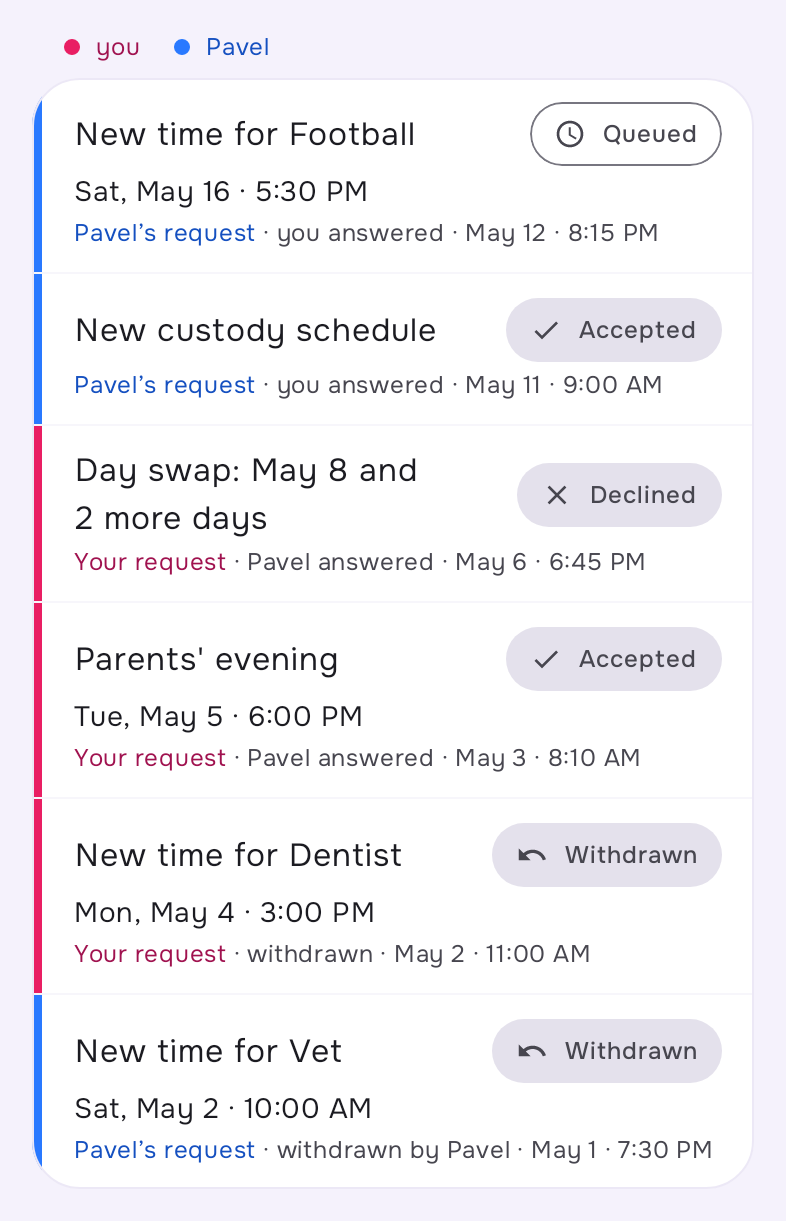 you Pavel
New time for Football Queued
Sat, May 16 · 5:30 PM
Pavel’s request · you answered · May 12 · 8:15 PM
New custody schedule Accepted
Pavel’s request · you answered · May 11 · 9:00 AM
Day swap: May 8 and
2 more days
Declined
Your request · Pavel answered · May 6 · 6:45 PM
Parents' evening Accepted
Tue, May 5 · 6:00 PM
Your request · Pavel answered · May 3 · 8:10 AM
New time for Dentist Withdrawn
Mon, May 4 · 3:00 PM
Your request · withdrawn · May 2 · 11:00 AM
New time for Vet Withdrawn
Sat, May 2 · 10:00 AM
Pavel’s request · withdrawn by Pavel · May 1 · 7:30 PM